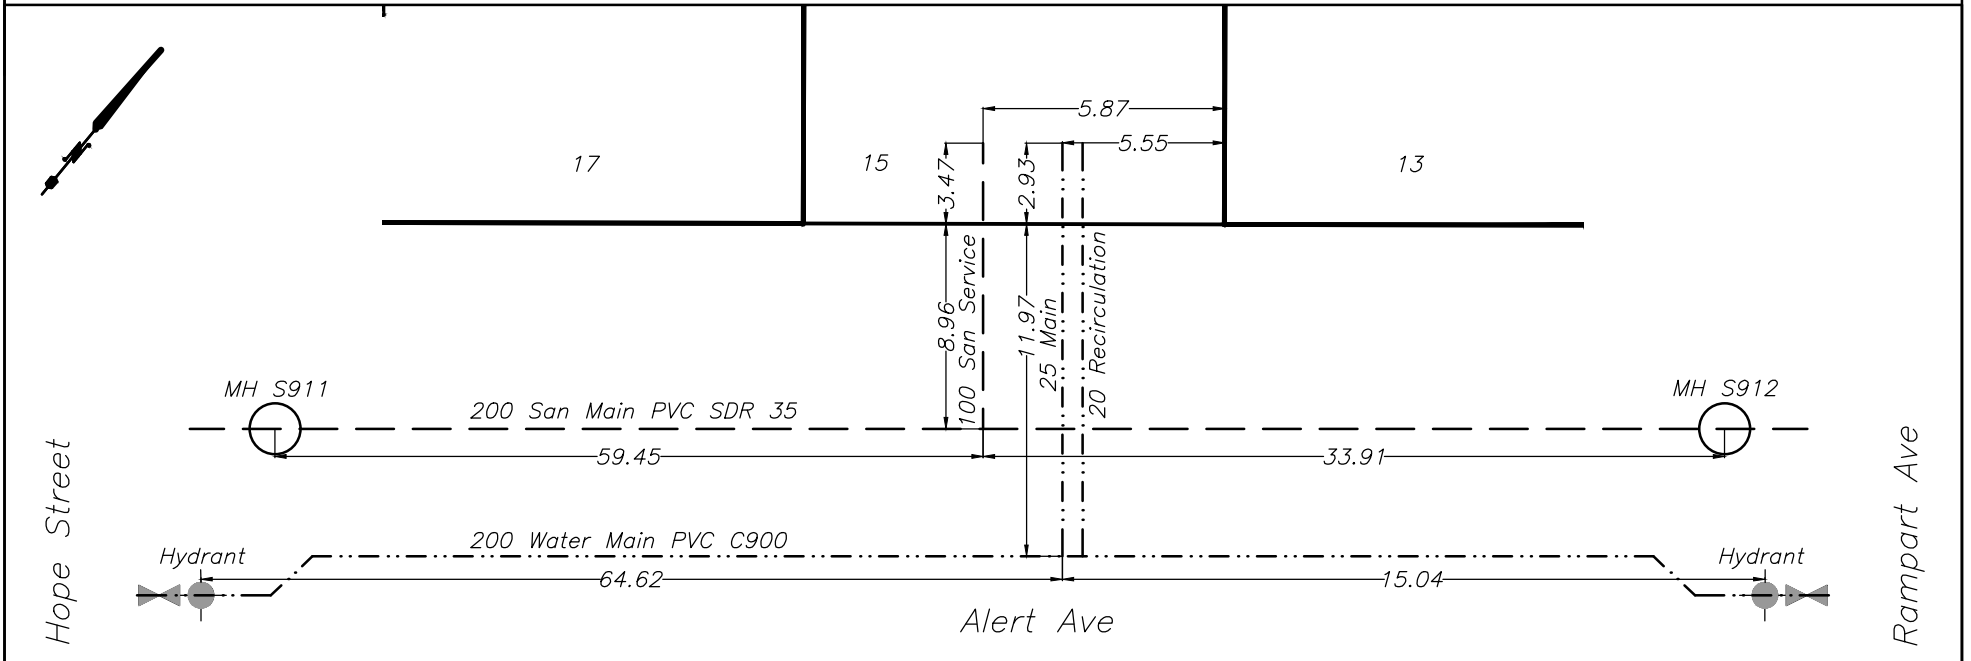 5.87
5.55
17
15
13
3.47
2.93
8.96
100 San Service
11.97
25 Main
20 Recirculation
MH S911
MH S912
200 San Main PVC SDR 35
59.45
33.91
Hope Street
Rampart Ave
200 Water Main PVC C900
Hydrant
Hydrant
64.62
15.04
Alert Ave